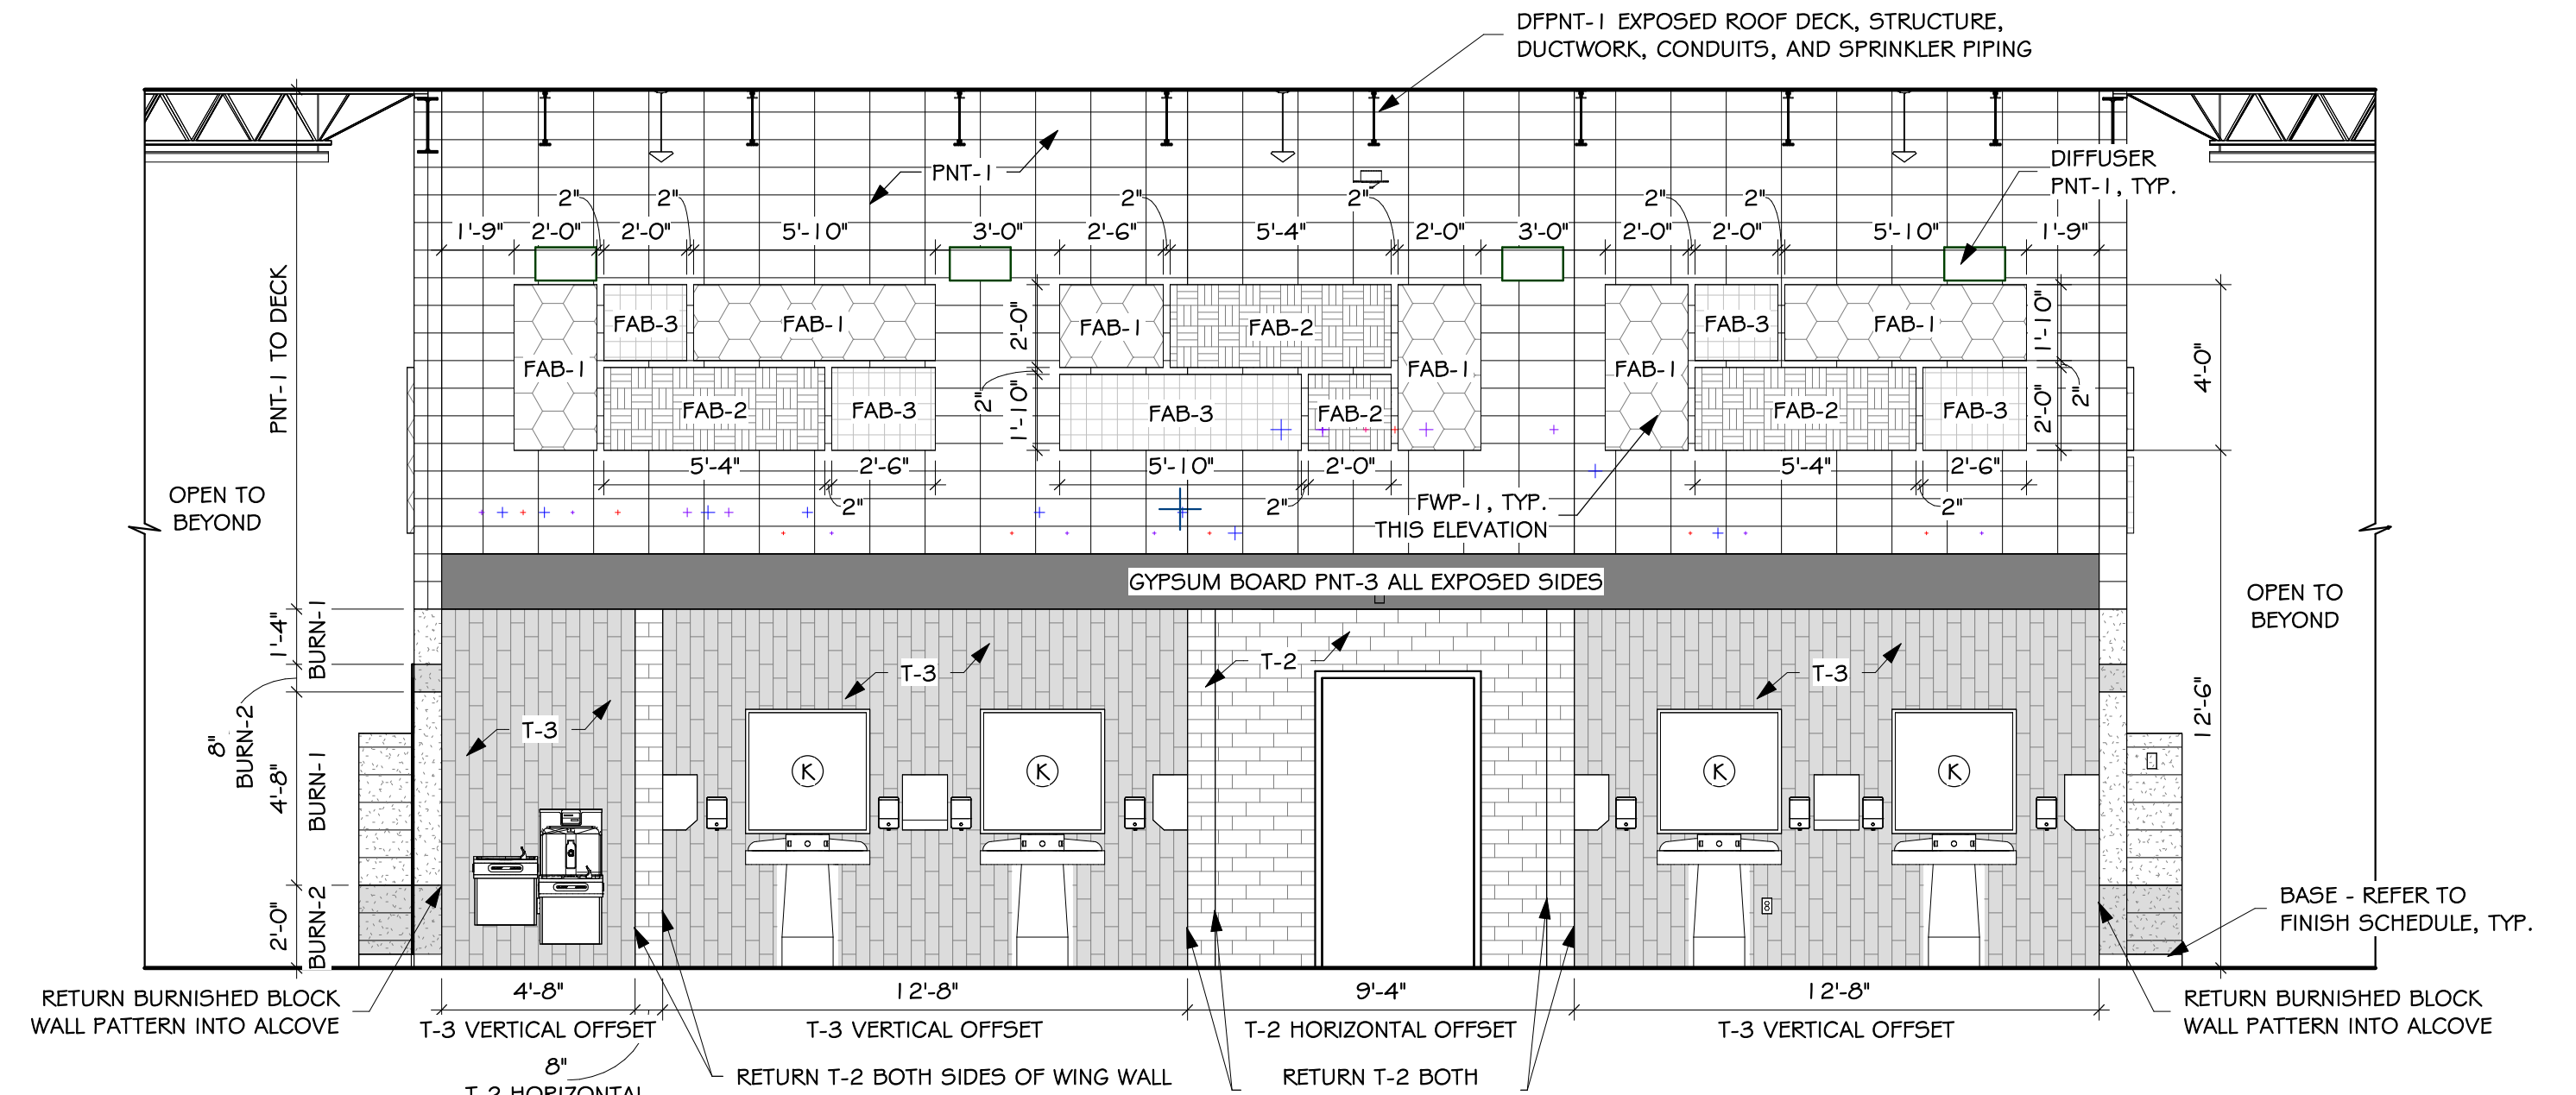 DFPNT-1 EXPOSED ROOF DECK, STRUCTURE,
DUCTWORK, CONDUITS, AND SPRINKLER PIPING
PNT-1
DIFFUSER
PNT-1, TYP.
2"
2"
2"
2"
2"
2"
1'-9"
2'-0"
2'-0"
5'-10"
3'-0"
2'-6"
5'-4"
2'-0"
3'-0"
2'-0"
2'-0"
5'-10"
1'-9"
PNT-1 TO DECK
FAB-3
FAB-1
FAB-1
FAB-2
FAB-3
2'-0"
2"
1'-10"
FAB-1
FAB-2
FAB-1
FAB-3
FAB-2
FAB-1
FAB-3
FAB-1
FAB-2
FAB-3
1'-10"
2"
2'-0"
4'-0"
5'-4"
2'-6"
2"
5'-10"
2'-0"
2"
5'-4"
2'-6"
2"
OPEN TO
BEYOND
FWP-1, TYP.
THIS ELEVATION
GYPSUM BOARD PNT-3 ALL EXPOSED SIDES
OPEN TO
BEYOND
1'-4"
BURN-1
8"
BURN-2
4'-8"
BURN-1
2'-0"
BURN-2
T-3
T-3
T-2
T-3
12'-6"
K
K
K
K
BASE - REFER TO
FINISH SCHEDULE, TYP.
RETURN BURNISHED BLOCK
WALL PATTERN INTO ALCOVE
4'-8"
12'-8"
9'-4"
12'-8"
T-3 VERTICAL OFFSET
T-3 VERTICAL OFFSET
T-2 HORIZONTAL OFFSET
T-3 VERTICAL OFFSET
RETURN BURNISHED BLOCK
WALL PATTERN INTO ALCOVE
8"
T-2 HORIZONTAL
RETURN T-2 BOTH SIDES OF WING WALL
RETURN T-2 BOTH